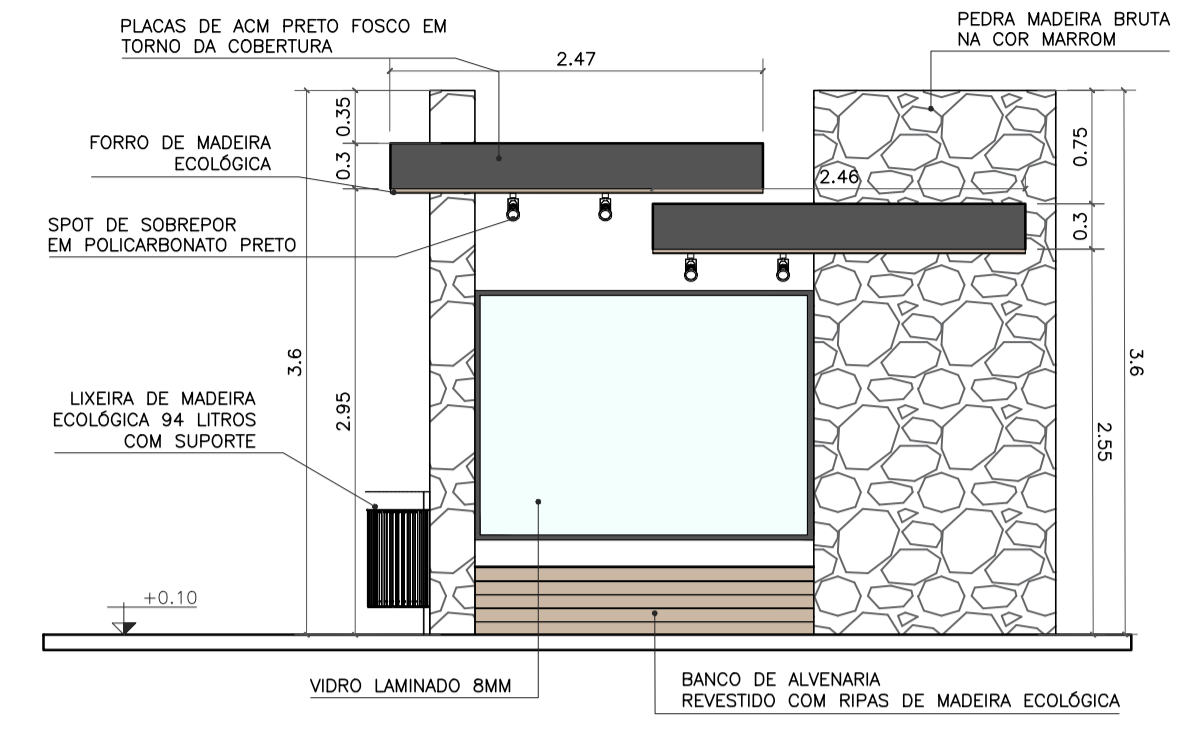 PLACAS DE ACM PRETO FOSCO EM
TORNO DA COBERTURA
PEDRA MADEIRA BRUTA
NA COR MARROM
2.47
0.35
0.75
FORRO DE MADEIRA
ECOLÓGICA
0.3
2.46
SPOT DE SOBREPOR
EM POLICARBONATO PRETO
0.3
3.6
2.95
3.6
2.55
LIXEIRA DE MADEIRA
ECOLÓGICA 94 LITROS
COM SUPORTE
+0.10
VIDRO LAMINADO 8MM
BANCO DE ALVENARIA
REVESTIDO COM RIPAS DE MADEIRA ECOLÓGICA